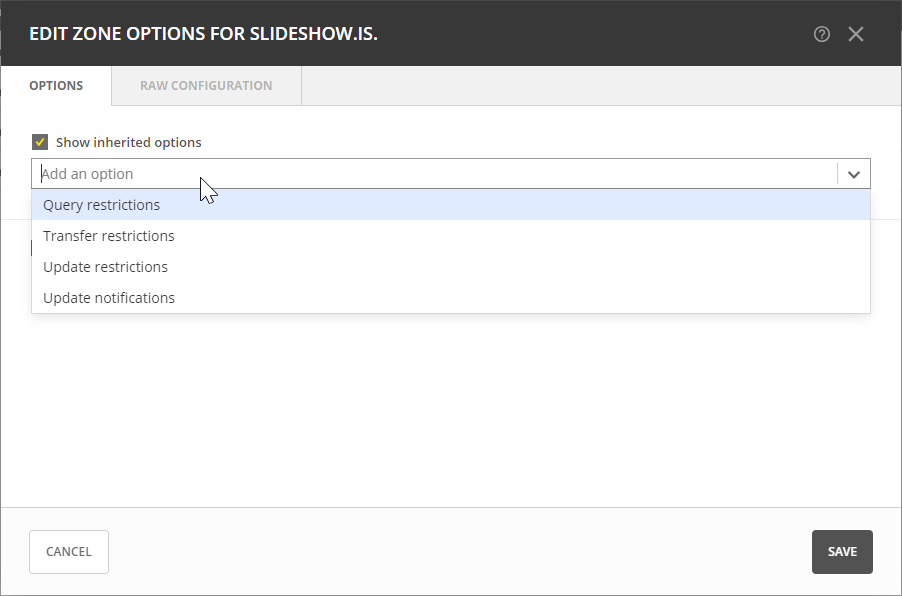 EDIT ZONE OPTIONS FOR SLIDESHOW.IS.
OPTIONS
RAW CONFIGURATION
Show inherited options
Add an option
Query restrictions
Transfer restrictions
Update restrictions
Update notifications
CANCEL
SAVE